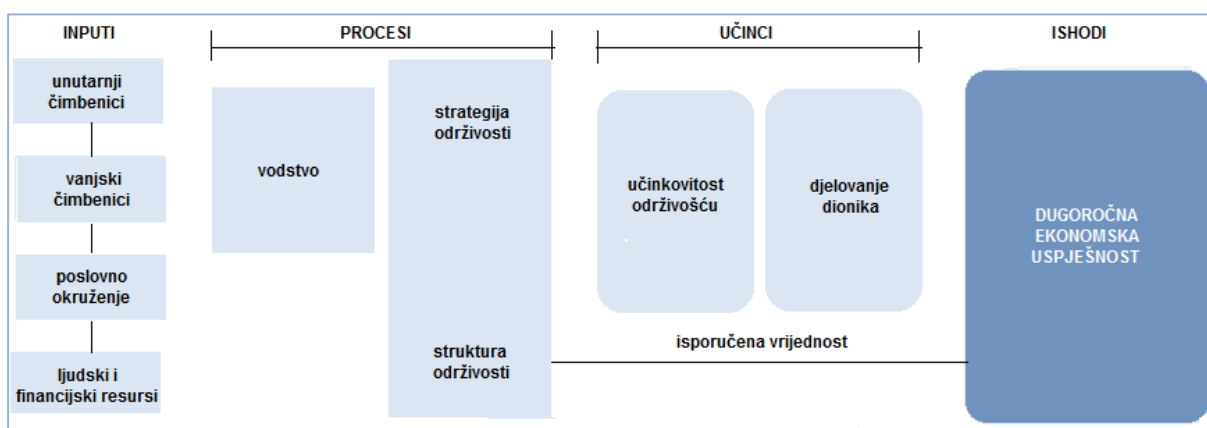 INPUTI
PROCESI
UČINCI
ISHODI
unutarnji
čimbenici
vanjski
čimbenici
poslovno
okruženje
ljudski i
financijski resursi
vodstvo
strategija
održivosti
struktura
održivosti
učinkovitost
održivošću
djelovanje
dionika
isporučena vrijednost
DUGOROČNA
EKONOMSKA
USPJEŠNOST